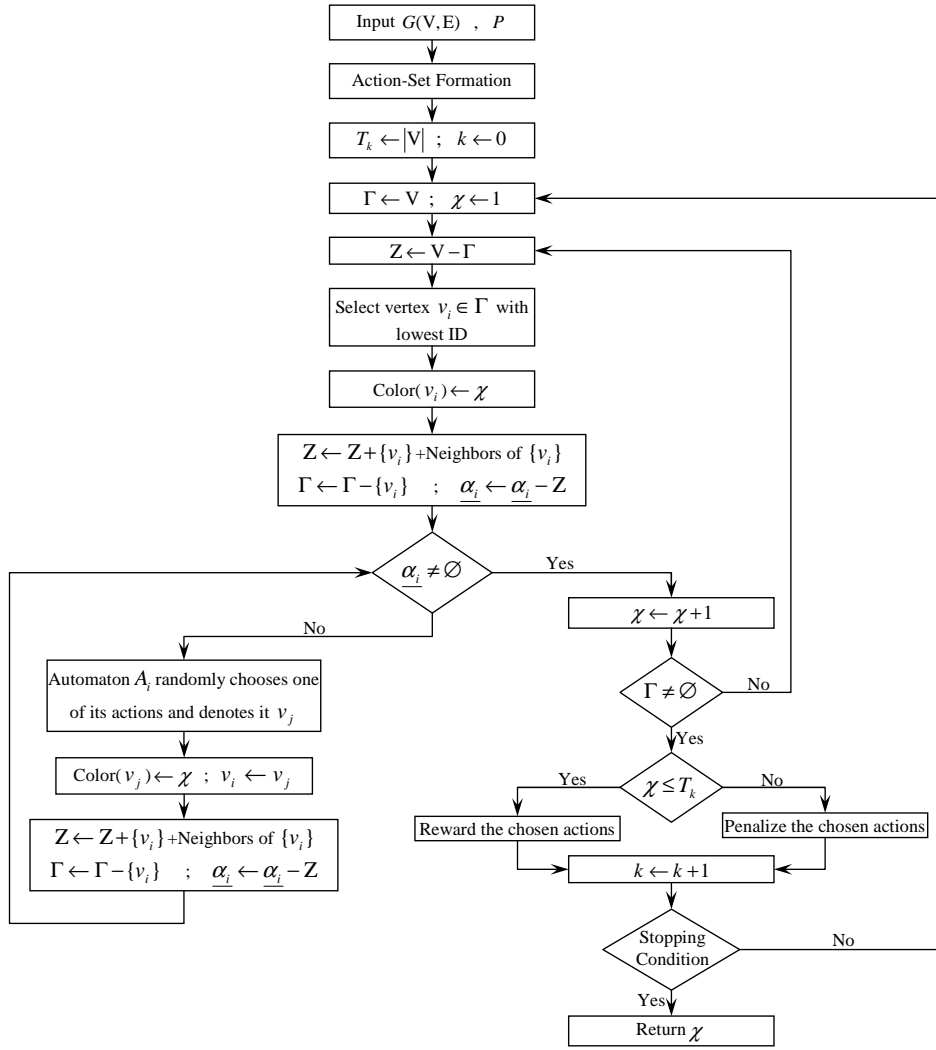 Input G(V,E) , P
Action-Set Formation
T_k ← |V| ; k ← 0
Γ ← V ; χ ← 1
Z ← V − Γ
Select vertex v_i ∈ Γ with
lowest ID
Color(v_i) ← χ
Z ← Z + {v_i} +Neighbors of {v_i}
Γ ← Γ − {v_i} ; α_i ← α_i − Z
α_i ≠ ∅
Yes
No
χ ← χ + 1
Automaton A_i randomly chooses one
of its actions and denotes it v_j
Γ ≠ ∅
No
Yes
Color(v_j) ← χ ; v_i ← v_j
χ ≤ T_k
Yes
No
Z ← Z + {v_i} +Neighbors of {v_i}
Γ ← Γ − {v_i} ; α_i ← α_i − Z
Reward the chosen actions
Penalize the chosen actions
k ← k + 1
Stopping
Condition
No
Yes
Return χ